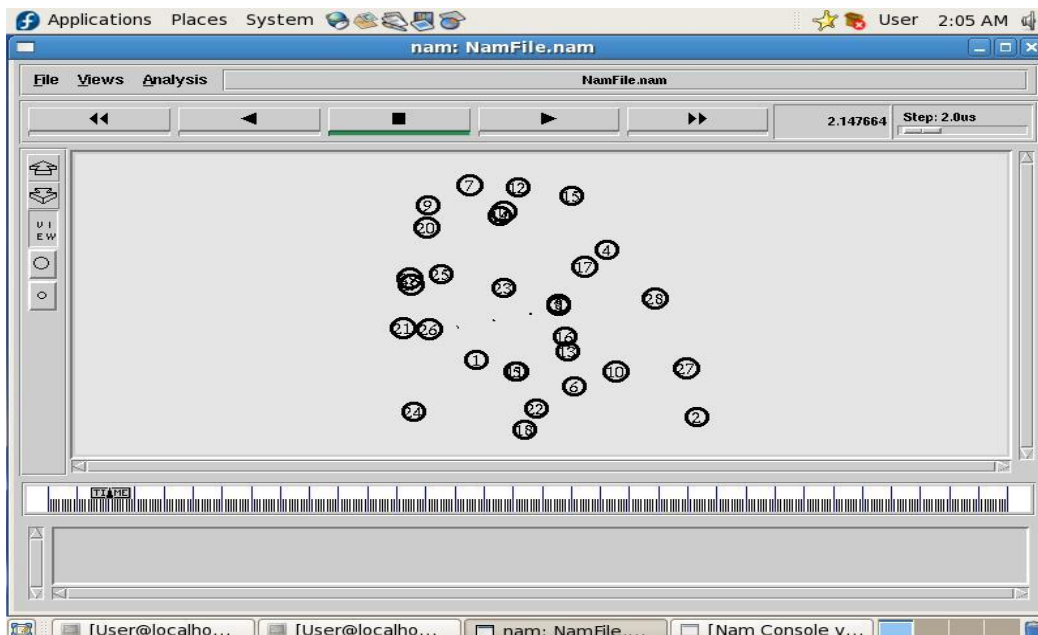 Applications Places System User 2:05 AM
nam: NamFile.nam
File Views Analysis NamFile.nam
2.147664 Step: 2.0us
V I
E W
7 12 15
9
20
4
17
25
23
28
21 26
16
13
1
10 27
6
24 22 2
18
TIME
[User@localho... [User@localho... nam: NamFile.... [Nam Console v...